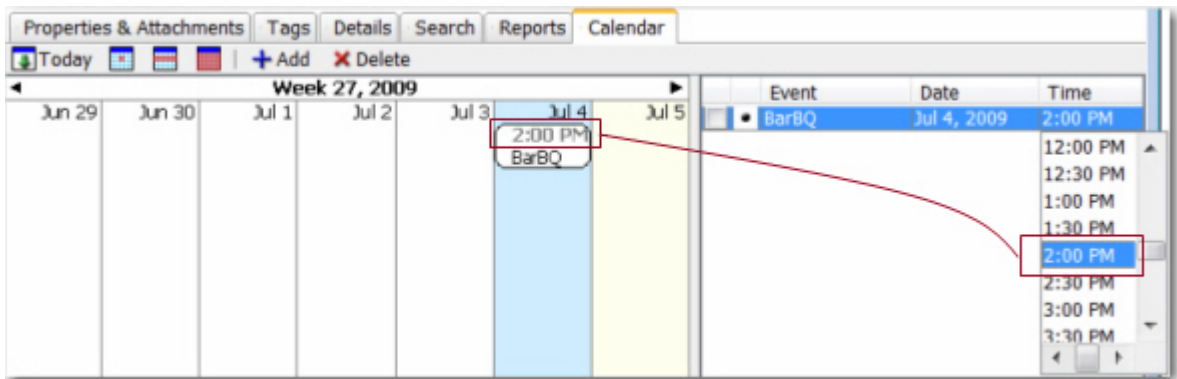 Properties & Attachments Tags Details Search Reports Calendar
Today Add Delete
Week 27, 2009
Jun 29 Jun 30 Jul 1 Jul 2 Jul 3 Jul 4 Jul 5
2:00 PM
BarBQ
Event Date Time
BarBQ Jul 4, 2009 2:00 PM
12:00 PM
12:30 PM
1:00 PM
1:30 PM
2:00 PM
2:30 PM
3:00 PM
3:30 PM